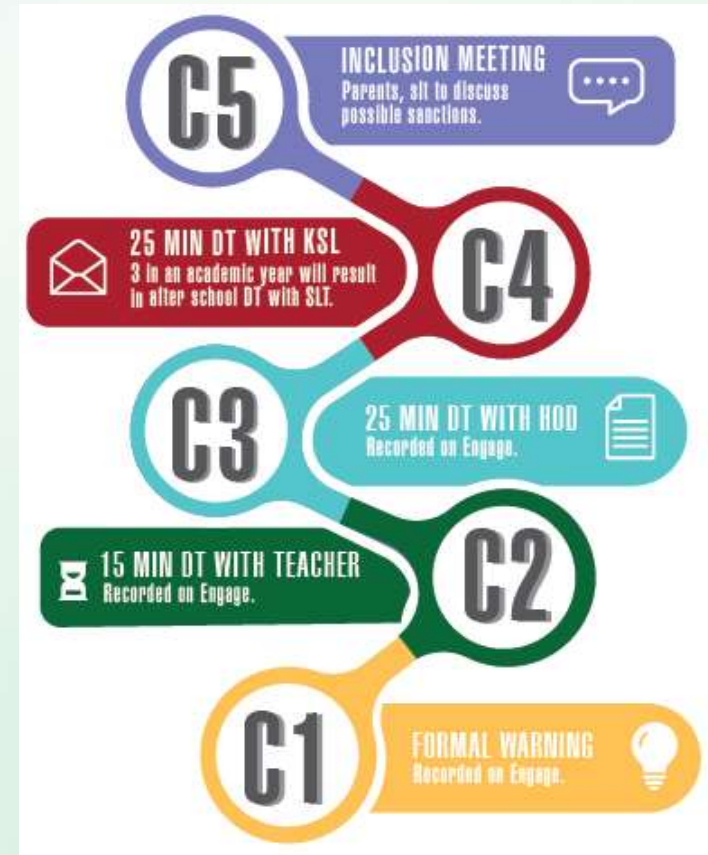 C5
INCLUSION MEETING
Parents, slt to discuss
possible sanctions.
25 MIN DT WITH KSL
3 in an academic year will result
in after school DT with SLT.
C4
C3
25 MIN DT WITH HOD
Recorded on Engage.
15 MIN DT WITH TEACHER
Recorded on Engage.
C2
C1
FORMAL WARNING
Recorded on Engage.